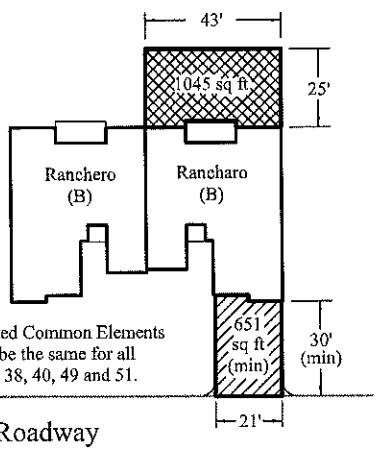 43'
1045 sq ft
25'
Ranchero
(B)
Rancharo
(B)
ted Common Elements
be the same for all
38, 40, 49 and 51.
651
sq ft
(min)
30'
(min)
Roadway
21'